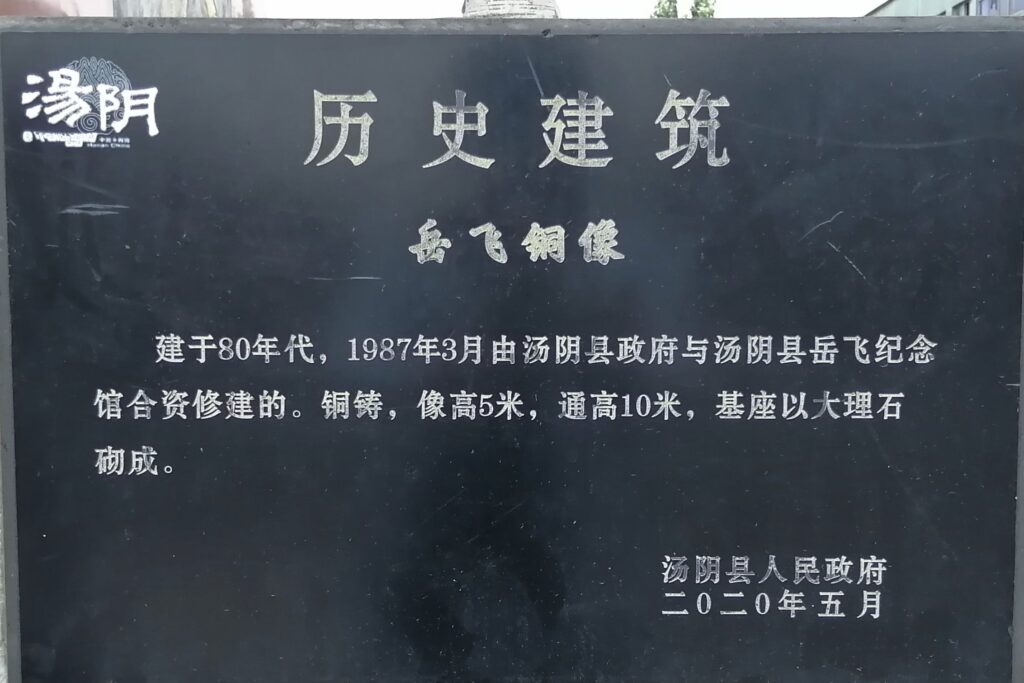 湯阴
Henan China
历史建筑
岳飞铜像
建于80年代，1987年3月由汤阴县政府与汤阴县岳飞纪念
馆合资修建的。铜铸，像高5米，通高10米，基座以大理石
砌成。
汤阴县人民政府
二〇二〇年五月